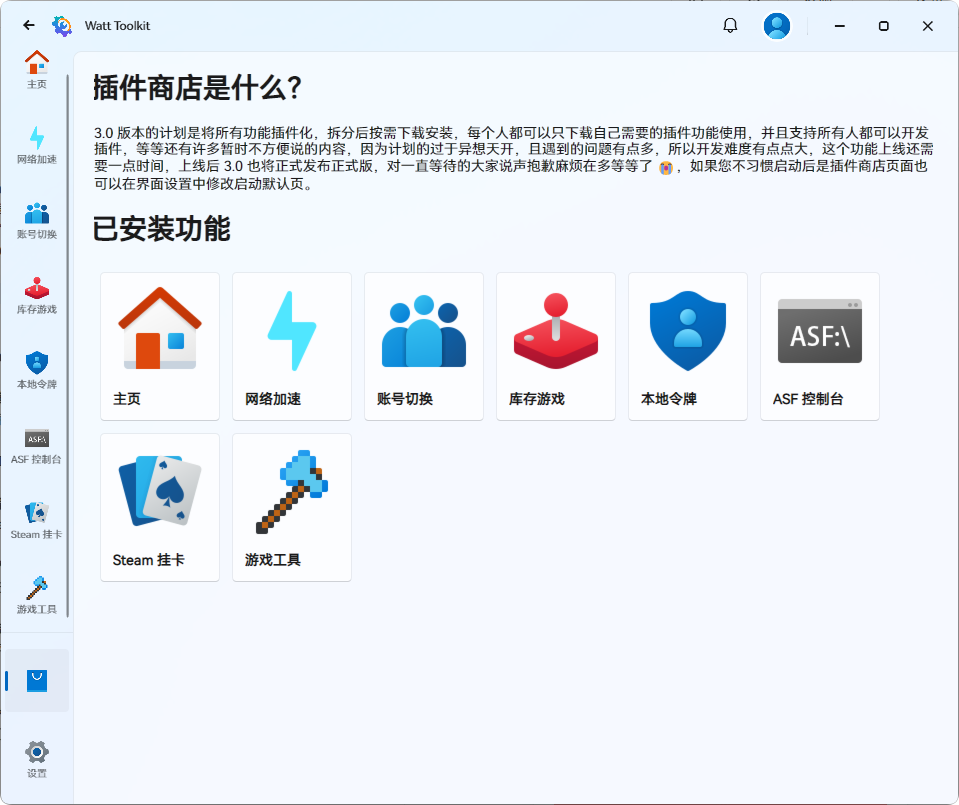 Watt Toolkit
主页
网络加速
账号切换
库存游戏
本地令牌
ASF:\
ASF 控制台
Steam 挂卡
游戏工具
设置
插件商店是什么？
3.0 版本的计划是将所有功能插件化，拆分后按需下载安装，每个人都可以只下载自己需要的插件功能使用，并且支持所有人都可以开发
插件，等等还有许多暂时不方便说的内容，因为计划的过于异想天开，且遇到的问题有点多，所以开发难度有点点大，这个功能上线还需
要一点时间，上线后 3.0 也将正式发布正式版，对一直等待的大家说声抱歉麻烦在多等等了 😭，如果您不习惯启动后是插件商店页面也
可以在界面设置中修改启动默认页。
已安装功能
ASF:\
主页
网络加速
账号切换
库存游戏
本地令牌
ASF 控制台
Steam 挂卡
游戏工具